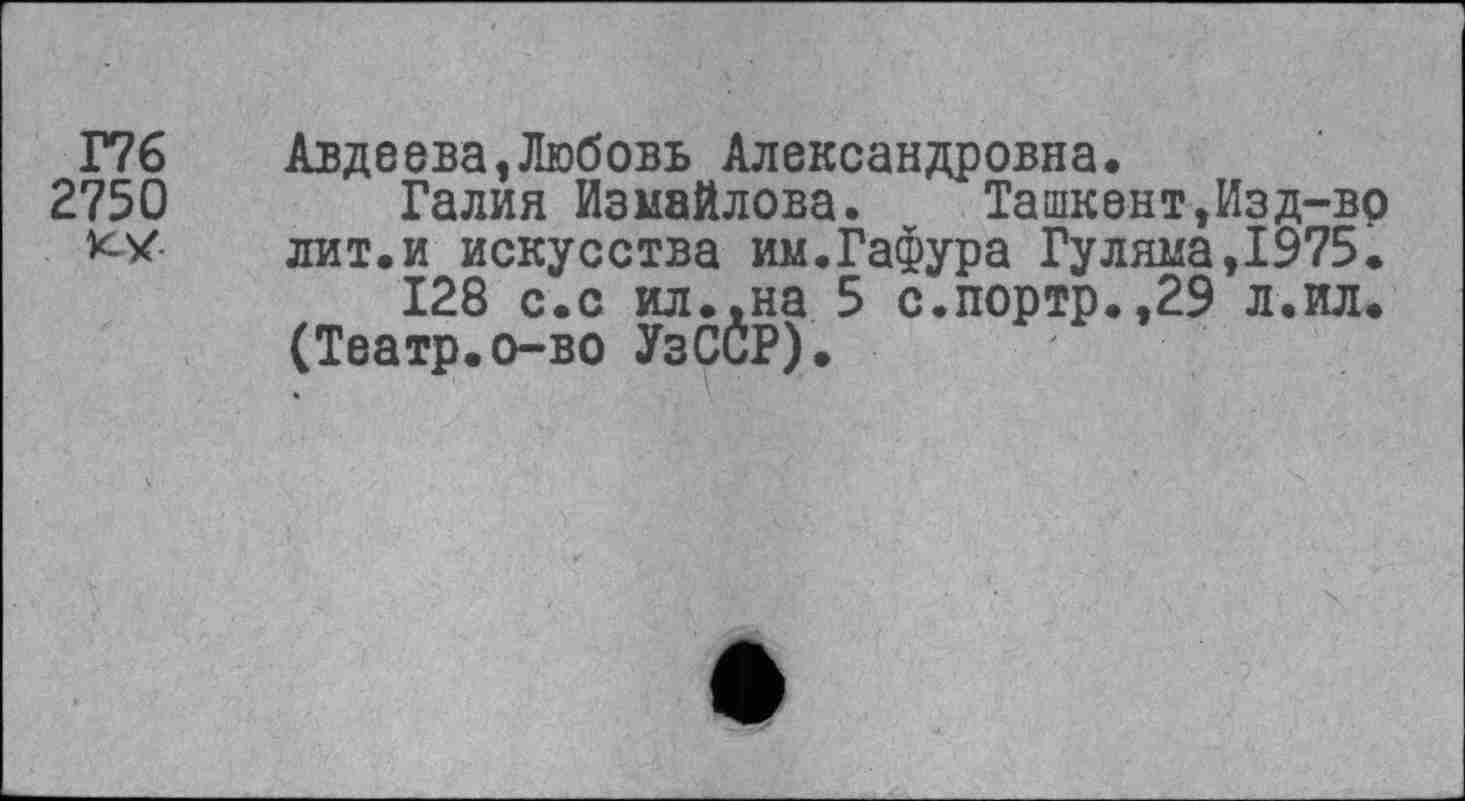 Г76 Авдеева,Любовь Александровна.
2750 Галия Измайлова. Ташкент,Изд-во
кх лит.и искусства им.Гафура Гуляма,1975.
128 с.с ил.,на 5 с.портр.,29 л.ил.
(Театр.о-во УзССР).